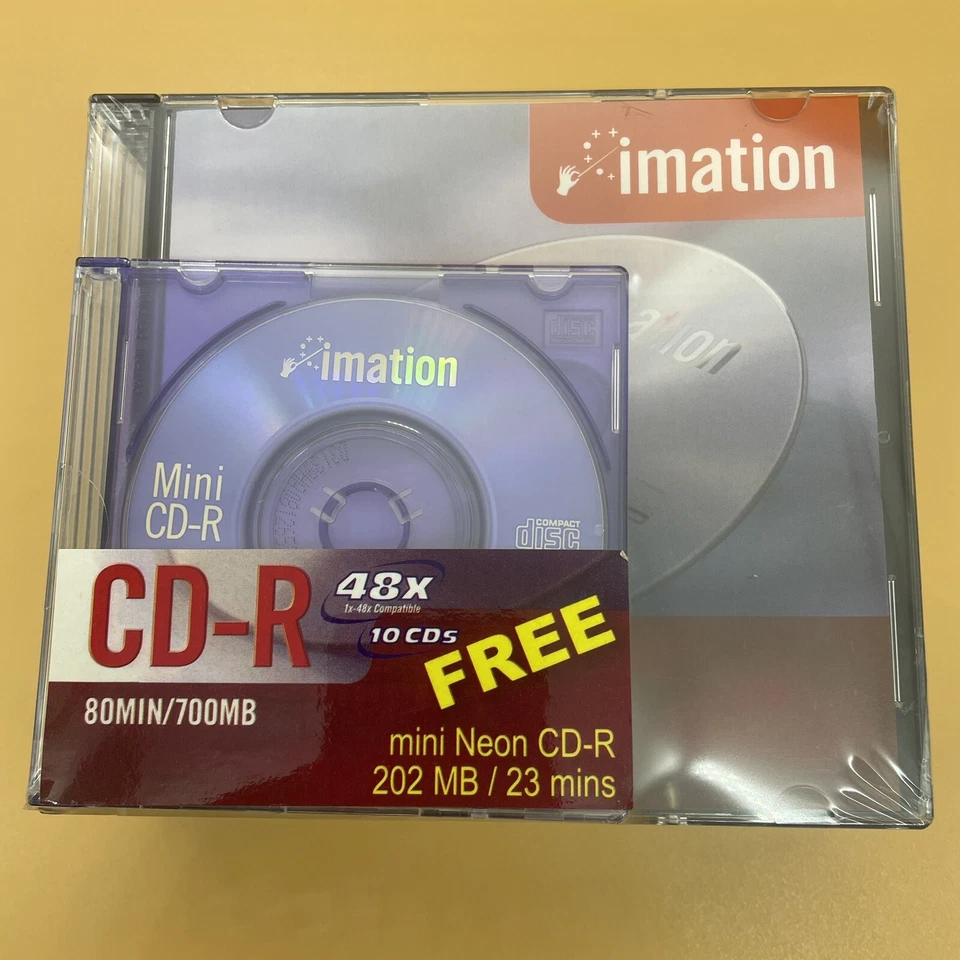 imation
ation
disc
imation
Mini
CD-R
COMPACT
disc
CD-R
48x
1x-48x Compatible
10 CDs
FREE
80MIN/700MB
mini Neon CD-R
202 MB / 23 mins